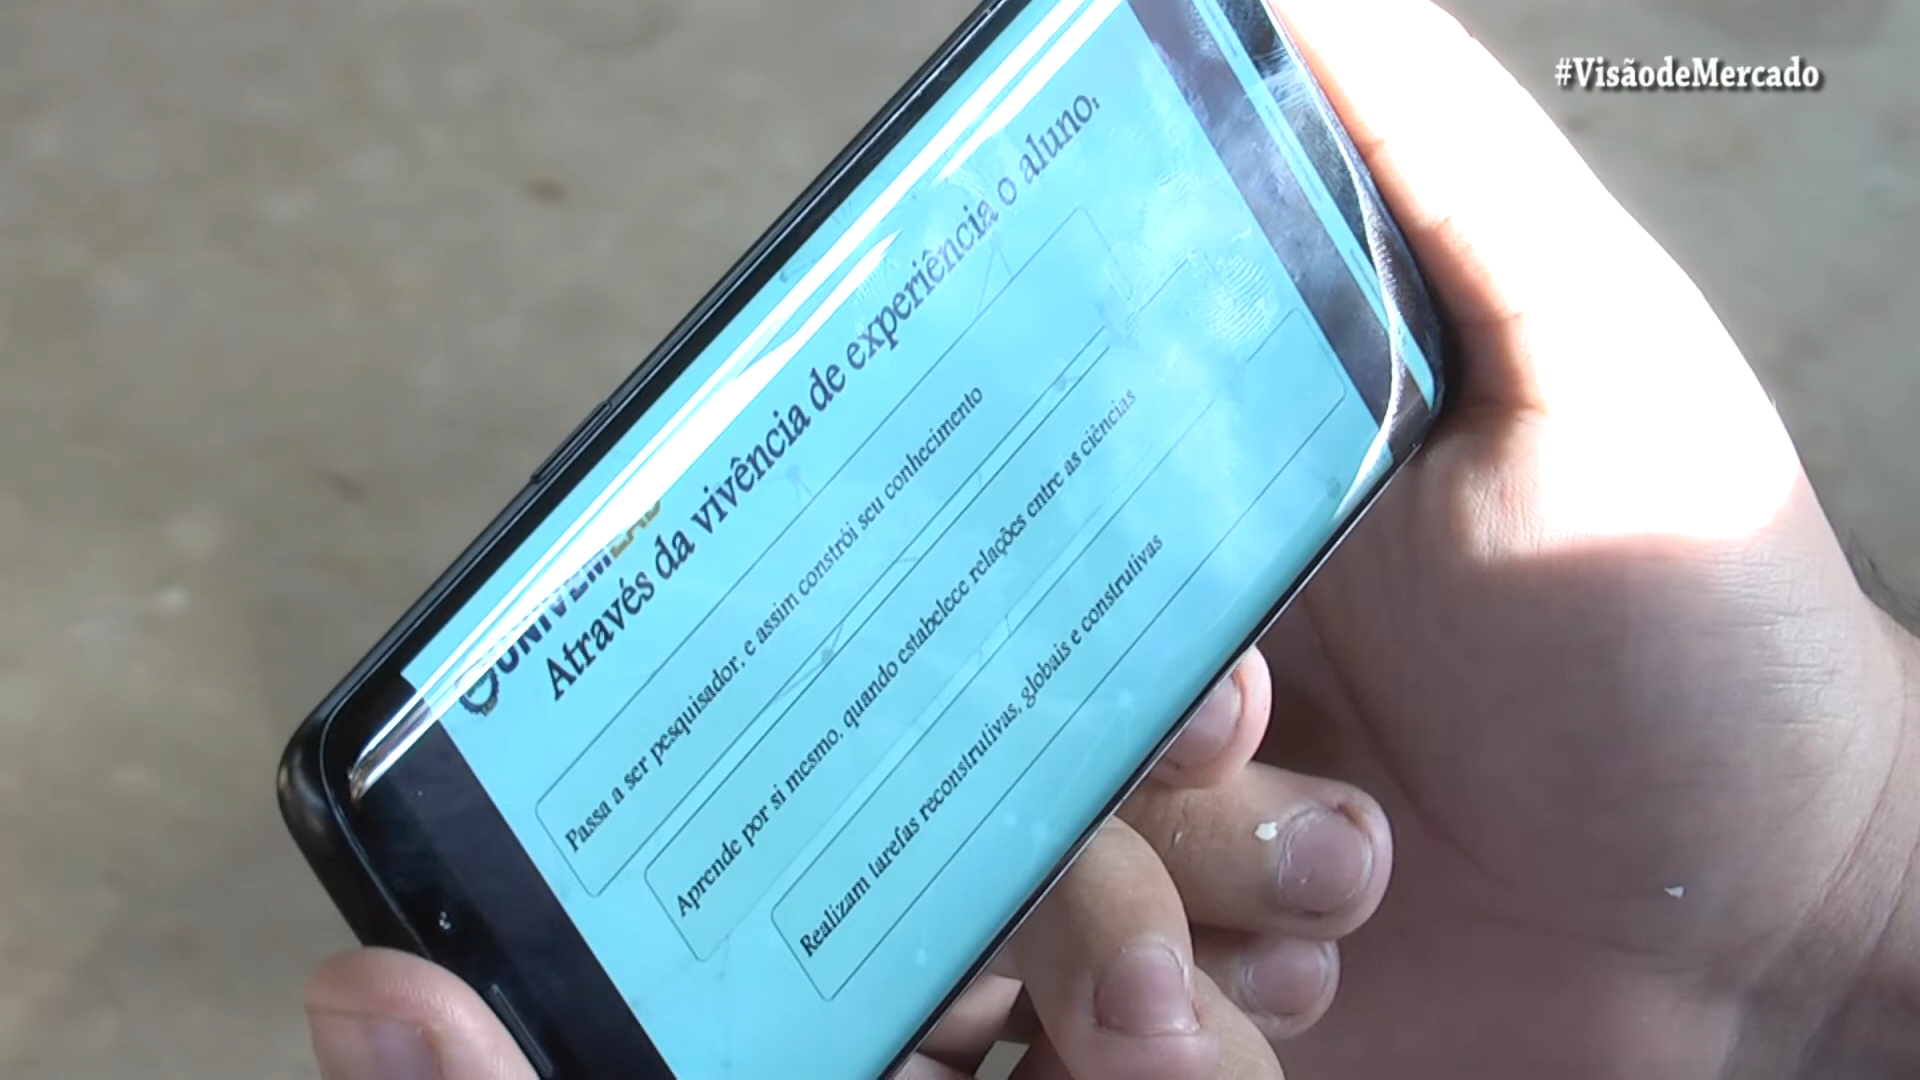 #VisãodeMercado
UNIVEM
Através da vivência de experiência o aluno,
Passa a ser pesquisador, e assim constrói seu conhecimento
Aprende por si mesmo, quando estabelece relações entre as ciências
Realizam tarefas reconstrutivas, globais e construtivas